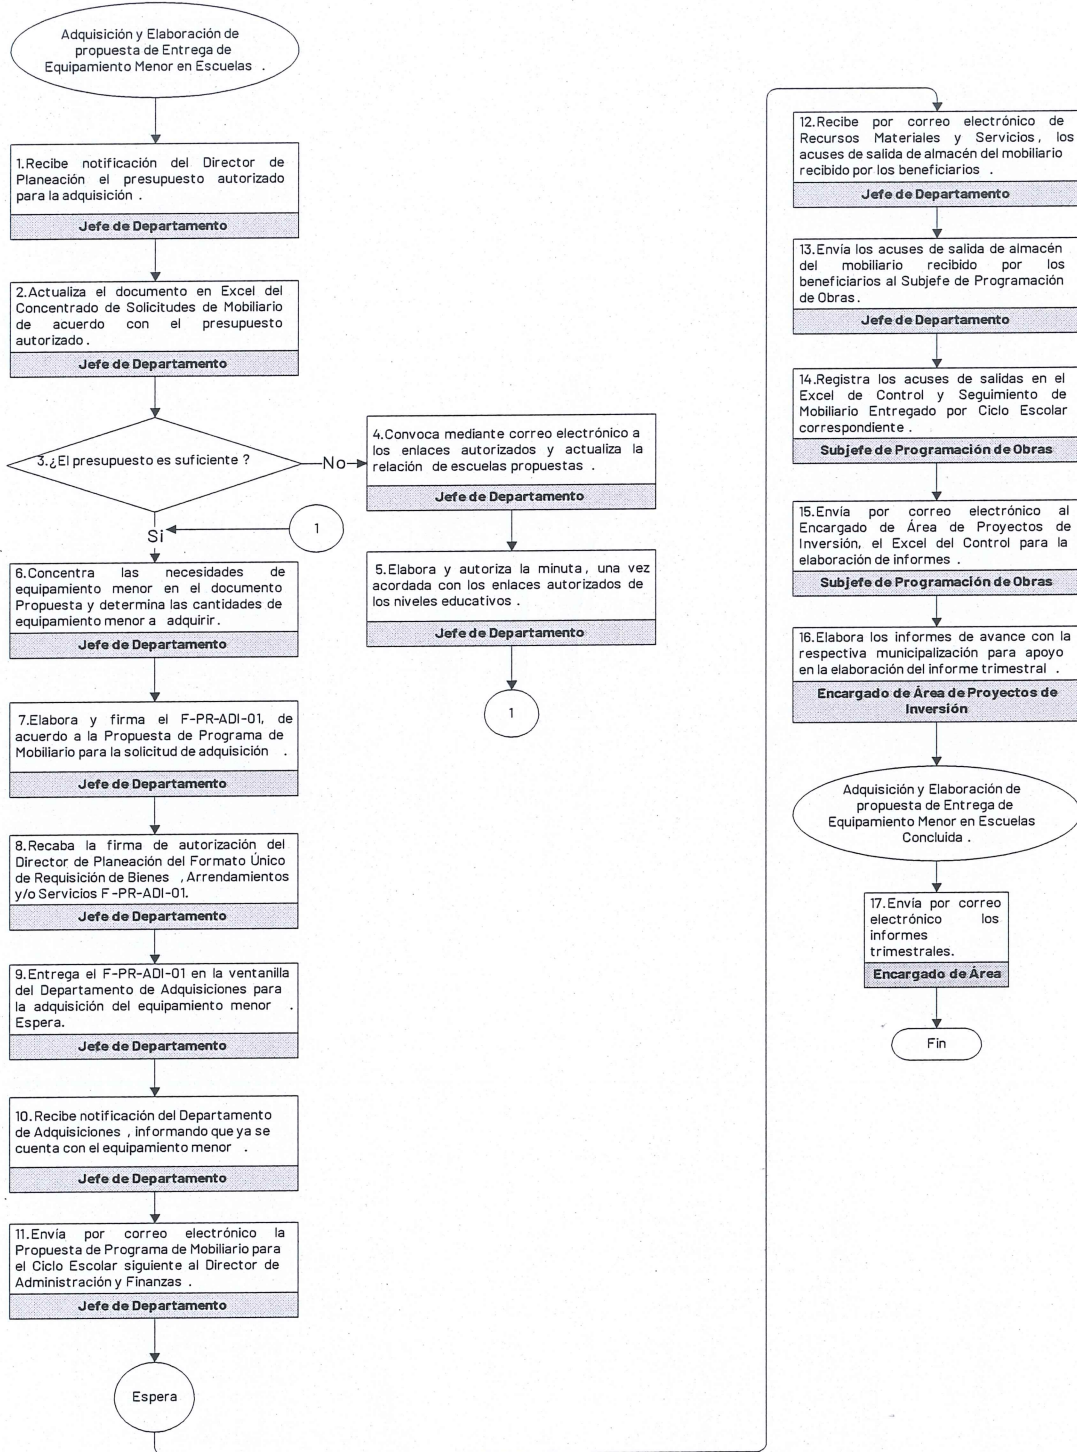 Adquisición y Elaboración de
propuesta de Entrega de
Equipamiento Menor en Escuelas .
1.Recibe notificación del Director de
Planeación el presupuesto autorizado
para la adquisición .
Jefe de Departamento
2.Actualiza el documento en Excel del
Concentrado de Solicitudes de Mobiliario
de acuerdo con el presupuesto
autorizado .
Jefe de Departamento
3.¿El presupuesto es suficiente ?
No
Si
1
4.Convoca mediante correo electrónico a
los enlaces autorizados y actualiza la
relación de escuelas propuestas .
Jefe de Departamento
5.Elabora y autoriza la minuta, una vez
acordada con los enlaces autorizados de
los niveles educativos .
Jefe de Departamento
1
6.Concentra las necesidades de
equipamiento menor en el documento
Propuesta y determina las cantidades de
equipamiento menor a adquirir.
Jefe de Departamento
7.Elabora y firma el F-PR-ADI-01, de
acuerdo a la Propuesta de Programa de
Mobiliario para la solicitud de adquisición .
Jefe de Departamento
8.Recaba la firma de autorización del
Director de Planeación del Formato Único
de Requisición de Bienes , Arrendamientos
y/o Servicios F-PR-ADI-01.
Jefe de Departamento
9.Entrega el F-PR-ADI-01 en la ventanilla
del Departamento de Adquisiciones para
la adquisición del equipamiento menor .
Espera.
Jefe de Departamento
10.Recibe notificación del Departamento
de Adquisiciones , informando que ya se
cuenta con el equipamiento menor .
Jefe de Departamento
11.Envía por correo electrónico la
Propuesta de Programa de Mobiliario para
el Ciclo Escolar siguiente al Director de
Administración y Finanzas .
Jefe de Departamento
Espera
12.Recibe por correo electrónico de
Recursos Materiales y Servicios, los
acuses de salida de almacén del mobiliario
recibido por los beneficiarios .
Jefe de Departamento
13.Envía los acuses de salida de almacén
del mobiliario recibido por los
beneficiarios al Subjefe de Programación
de Obras.
Jefe de Departamento
14.Registra los acuses de salidas en el
Excel de Control y Seguimiento de
Mobiliario Entregado por Ciclo Escolar
correspondiente .
Subjefe de Programación de Obras
15.Envía por correo electrónico al
Encargado de Área de Proyectos de
Inversión, el Excel del Control para la
elaboración de informes .
Subjefe de Programación de Obras
16.Elabora los informes de avance con la
respectiva municipalización para apoyo
en la elaboración del informe trimestral .
Encargado de Área de Proyectos de
Inversión
Adquisición y Elaboración de
propuesta de Entrega de
Equipamiento Menor en Escuelas
Concluida .
17.Envía por correo
electrónico los
informes
trimestrales.
Encargado de Área
Fin